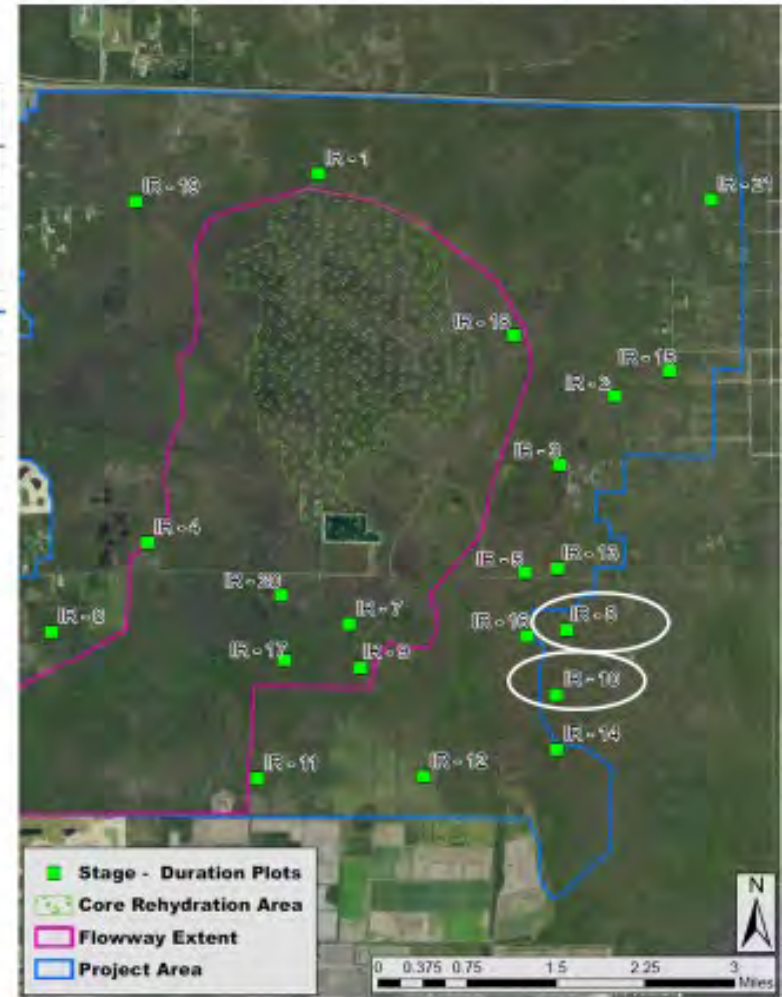 IR - 1
IR - 19
IR - 21
IR - 18
IR - 15
IR - 2
IR - 3
IR - 4
IR - 5
IR - 13
IR - 20
IR - 6
IR - 7
IR - 16
IR - 8
IR - 17
IR - 9
IR - 10
IR - 14
IR - 11
IR - 12
Stage - Duration Plots
Core Rehydration Area
Flowway Extent
Project Area
N
0 0.375 0.75 1.5 2.25 3
Miles